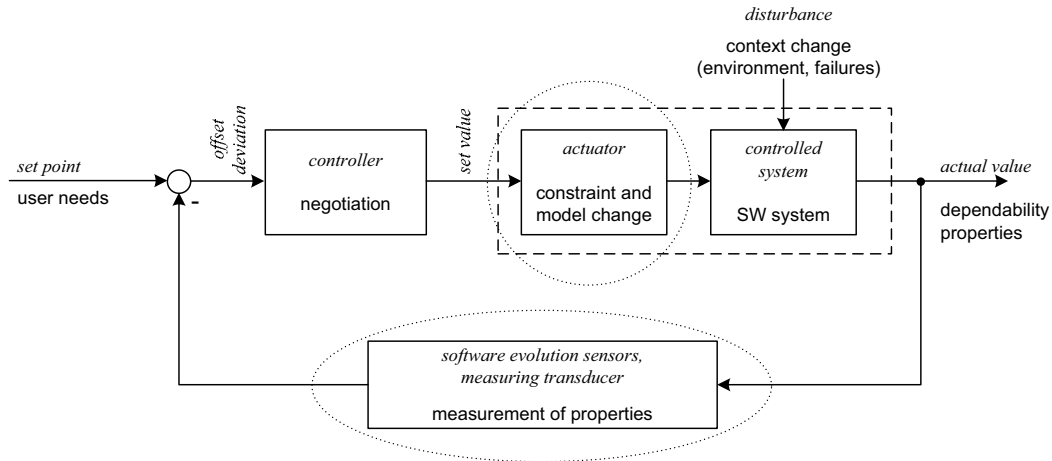 disturbance
context change
(environment, failures)
set point
user needs
-
offset
deviation
controller
negotiation
set value
actuator
constraint and
model change
controlled
system
SW system
actual value
dependability
properties
software evolution sensors,
measuring transducer
measurement of properties